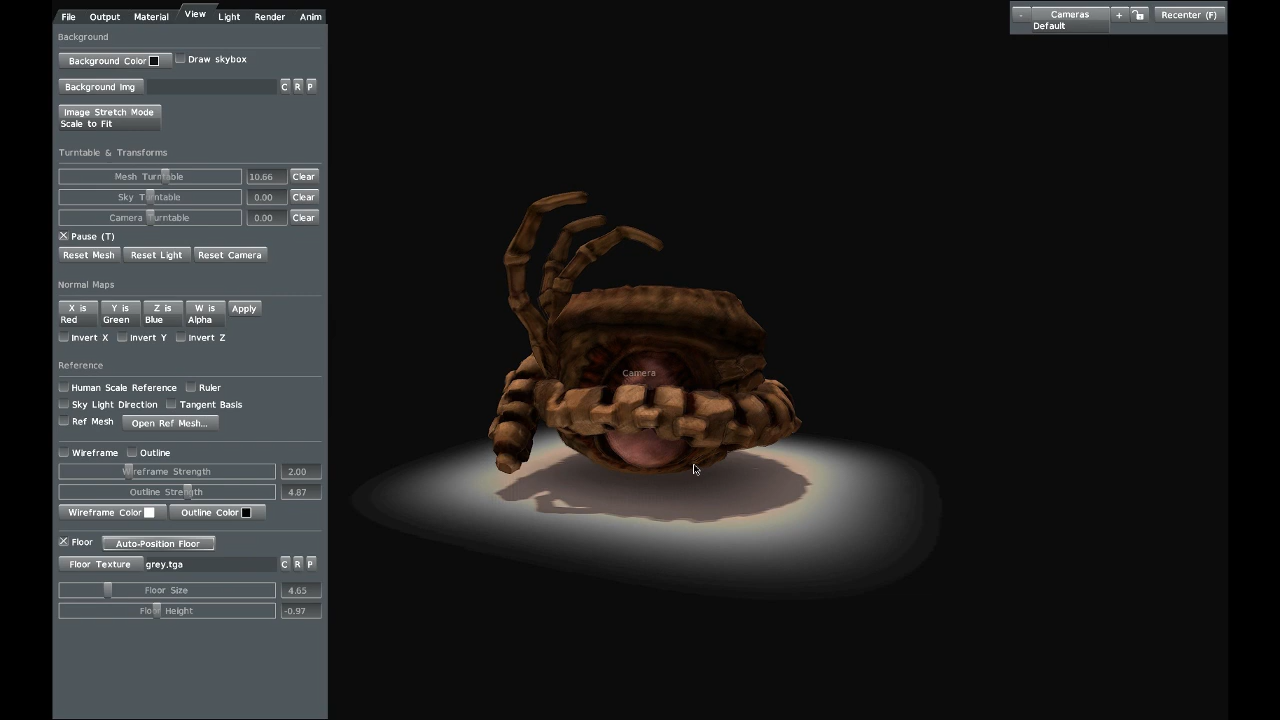 File Output Material View Light Render Anim
- Cameras + Recenter (F)
Default
Background
Background Color Draw skybox
Background Img C R P
Image Stretch Mode
Scale to Fit
Turntable & Transforms
Mesh Turntable 10.66 Clear
Sky Turntable 0.00 Clear
Camera Turntable 0.00 Clear
Pause (T)
Reset Mesh Reset Light Reset Camera
Normal Maps
X is Y is Z is W is Apply
Red Green Blue Alpha
Invert X Invert Y Invert Z
Reference
Human Scale Reference Ruler
Sky Light Direction Tangent Basis
Ref Mesh Open Ref Mesh...
Wireframe Outline
Wireframe Strength 2.00
Outline Strength 4.87
Wireframe Color Outline Color
Floor Auto-Position Floor
Floor Texture grey.tga C R P
Floor Size 4.65
Floor Height -0.97
Camera